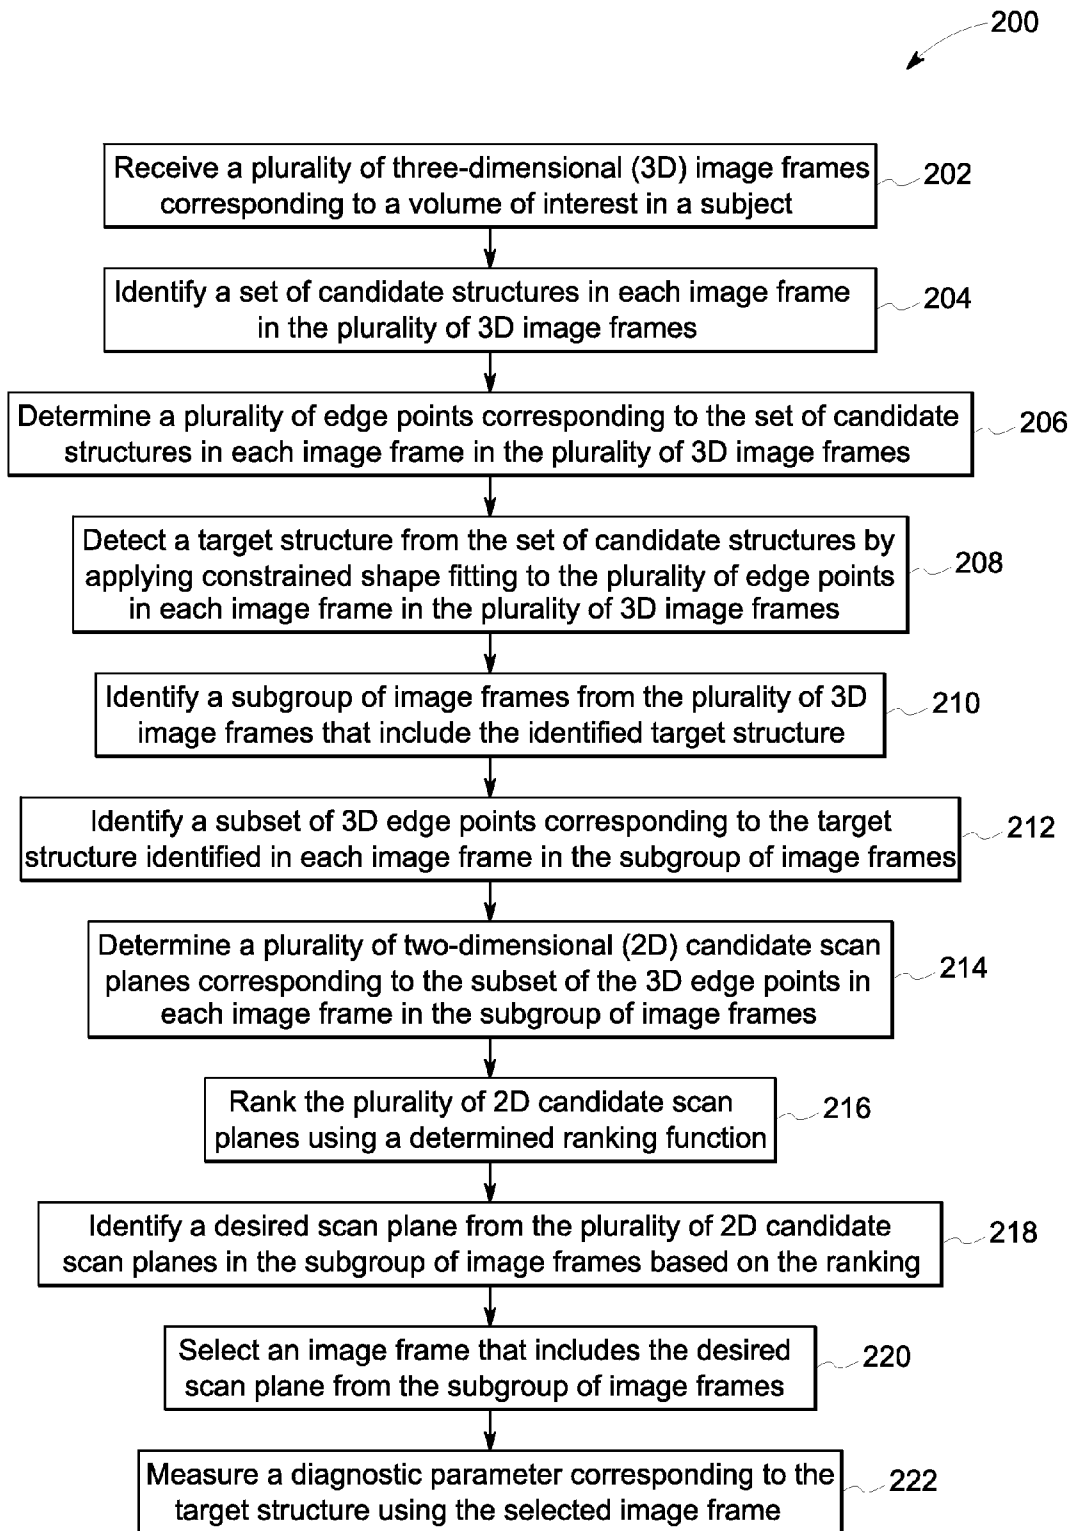 200
Receive a plurality of three-dimensional (3D) image frames
corresponding to a volume of interest in a subject
202
Identify a set of candidate structures in each image frame
in the plurality of 3D image frames
204
Determine a plurality of edge points corresponding to the set of candidate
structures in each image frame in the plurality of 3D image frames
206
Detect a target structure from the set of candidate structures by
applying constrained shape fitting to the plurality of edge points
in each image frame in the plurality of 3D image frames
208
Identify a subgroup of image frames from the plurality of 3D
image frames that include the identified target structure
210
Identify a subset of 3D edge points corresponding to the target
structure identified in each image frame in the subgroup of image frames
212
Determine a plurality of two-dimensional (2D) candidate scan
planes corresponding to the subset of the 3D edge points in
each image frame in the subgroup of image frames
214
Rank the plurality of 2D candidate scan
planes using a determined ranking function
216
Identify a desired scan plane from the plurality of 2D candidate
scan planes in the subgroup of image frames based on the ranking
218
Select an image frame that includes the desired
scan plane from the subgroup of image frames
220
Measure a diagnostic parameter corresponding to the
target structure using the selected image frame
222